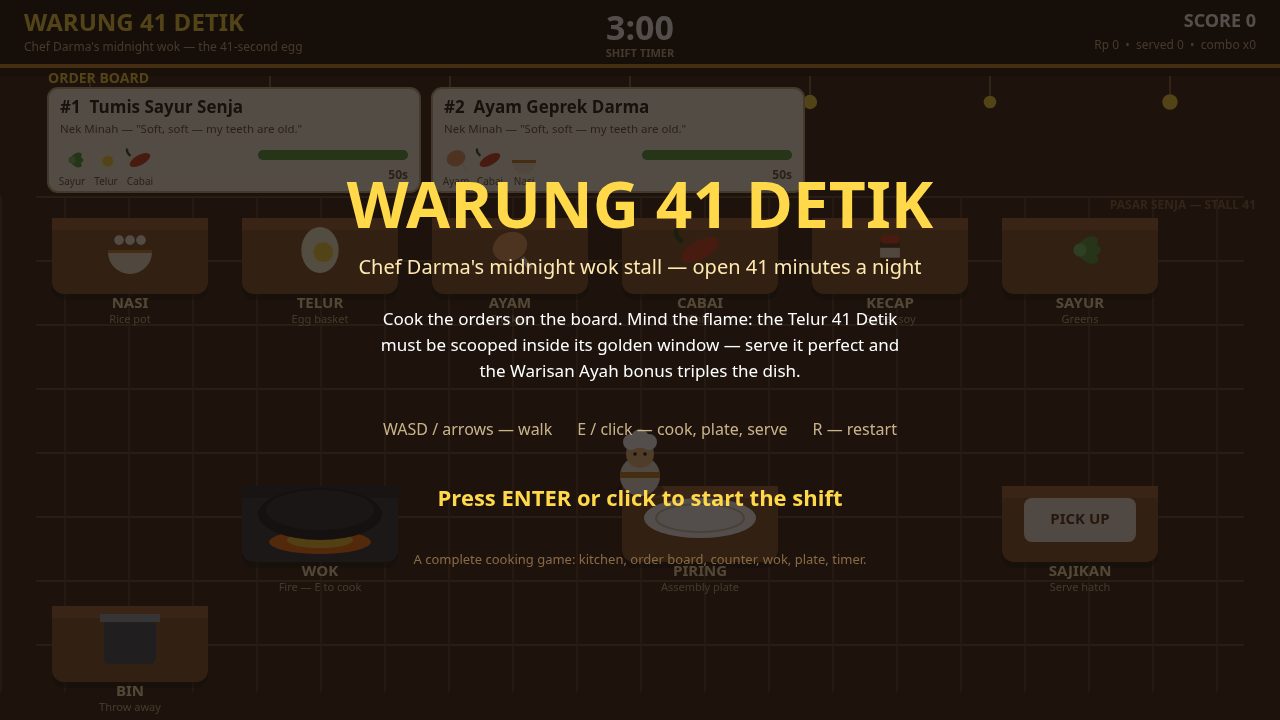 WARUNG 41 DETIK
Chef Darma's midnight wok — the 41-second egg
3:00
SHIFT TIMER
SCORE 0
Rp 0 • served 0 • combo x0
ORDER BOARD
#1 Tumis Sayur Senja
Nek Minah — "Soft, soft — my teeth are old."
Sayur Telur Cabai
50s
#2 Ayam Geprek Darma
Nek Minah — "Soft, soft — my teeth are old."
Ayam Cabai Nasi
50s
PASAR SENJA — STALL 41
WARUNG 41 DETIK
Chef Darma's midnight wok stall — open 41 minutes a night
NASI
Rice pot
TELUR
Egg basket
AYAM
CABAI
KECAP
soy
SAYUR
Greens
Cook the orders on the board. Mind the flame: the Telur 41 Detik
must be scooped inside its golden window — serve it perfect and
the Warisan Ayah bonus triples the dish.
WASD / arrows — walk E / click — cook, plate, serve R — restart
Press ENTER or click to start the shift
PICK UP
A complete cooking game: kitchen, order board, counter, wok, plate, timer.
WOK
Fire — E to cook
PIRING
Assembly plate
SAJIKAN
Serve hatch
BIN
Throw away